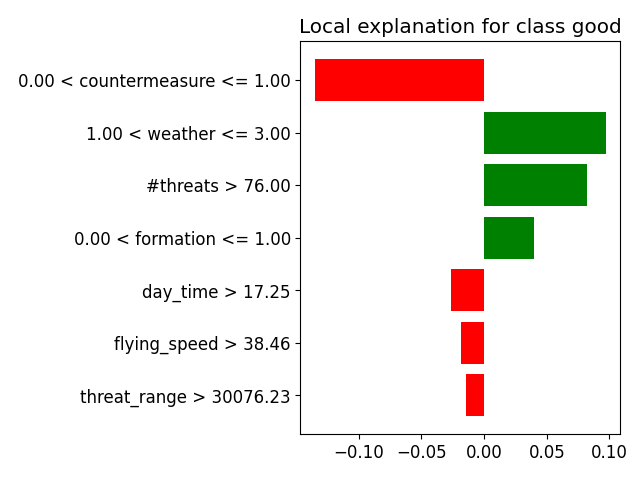 Local explanation for class good
0.00 < countermeasure <= 1.00
1.00 < weather <= 3.00
#threats > 76.00
0.00 < formation <= 1.00
day_time > 17.25
flying_speed > 38.46
threat_range > 30076.23
−0.10 −0.05 0.00 0.05 0.10